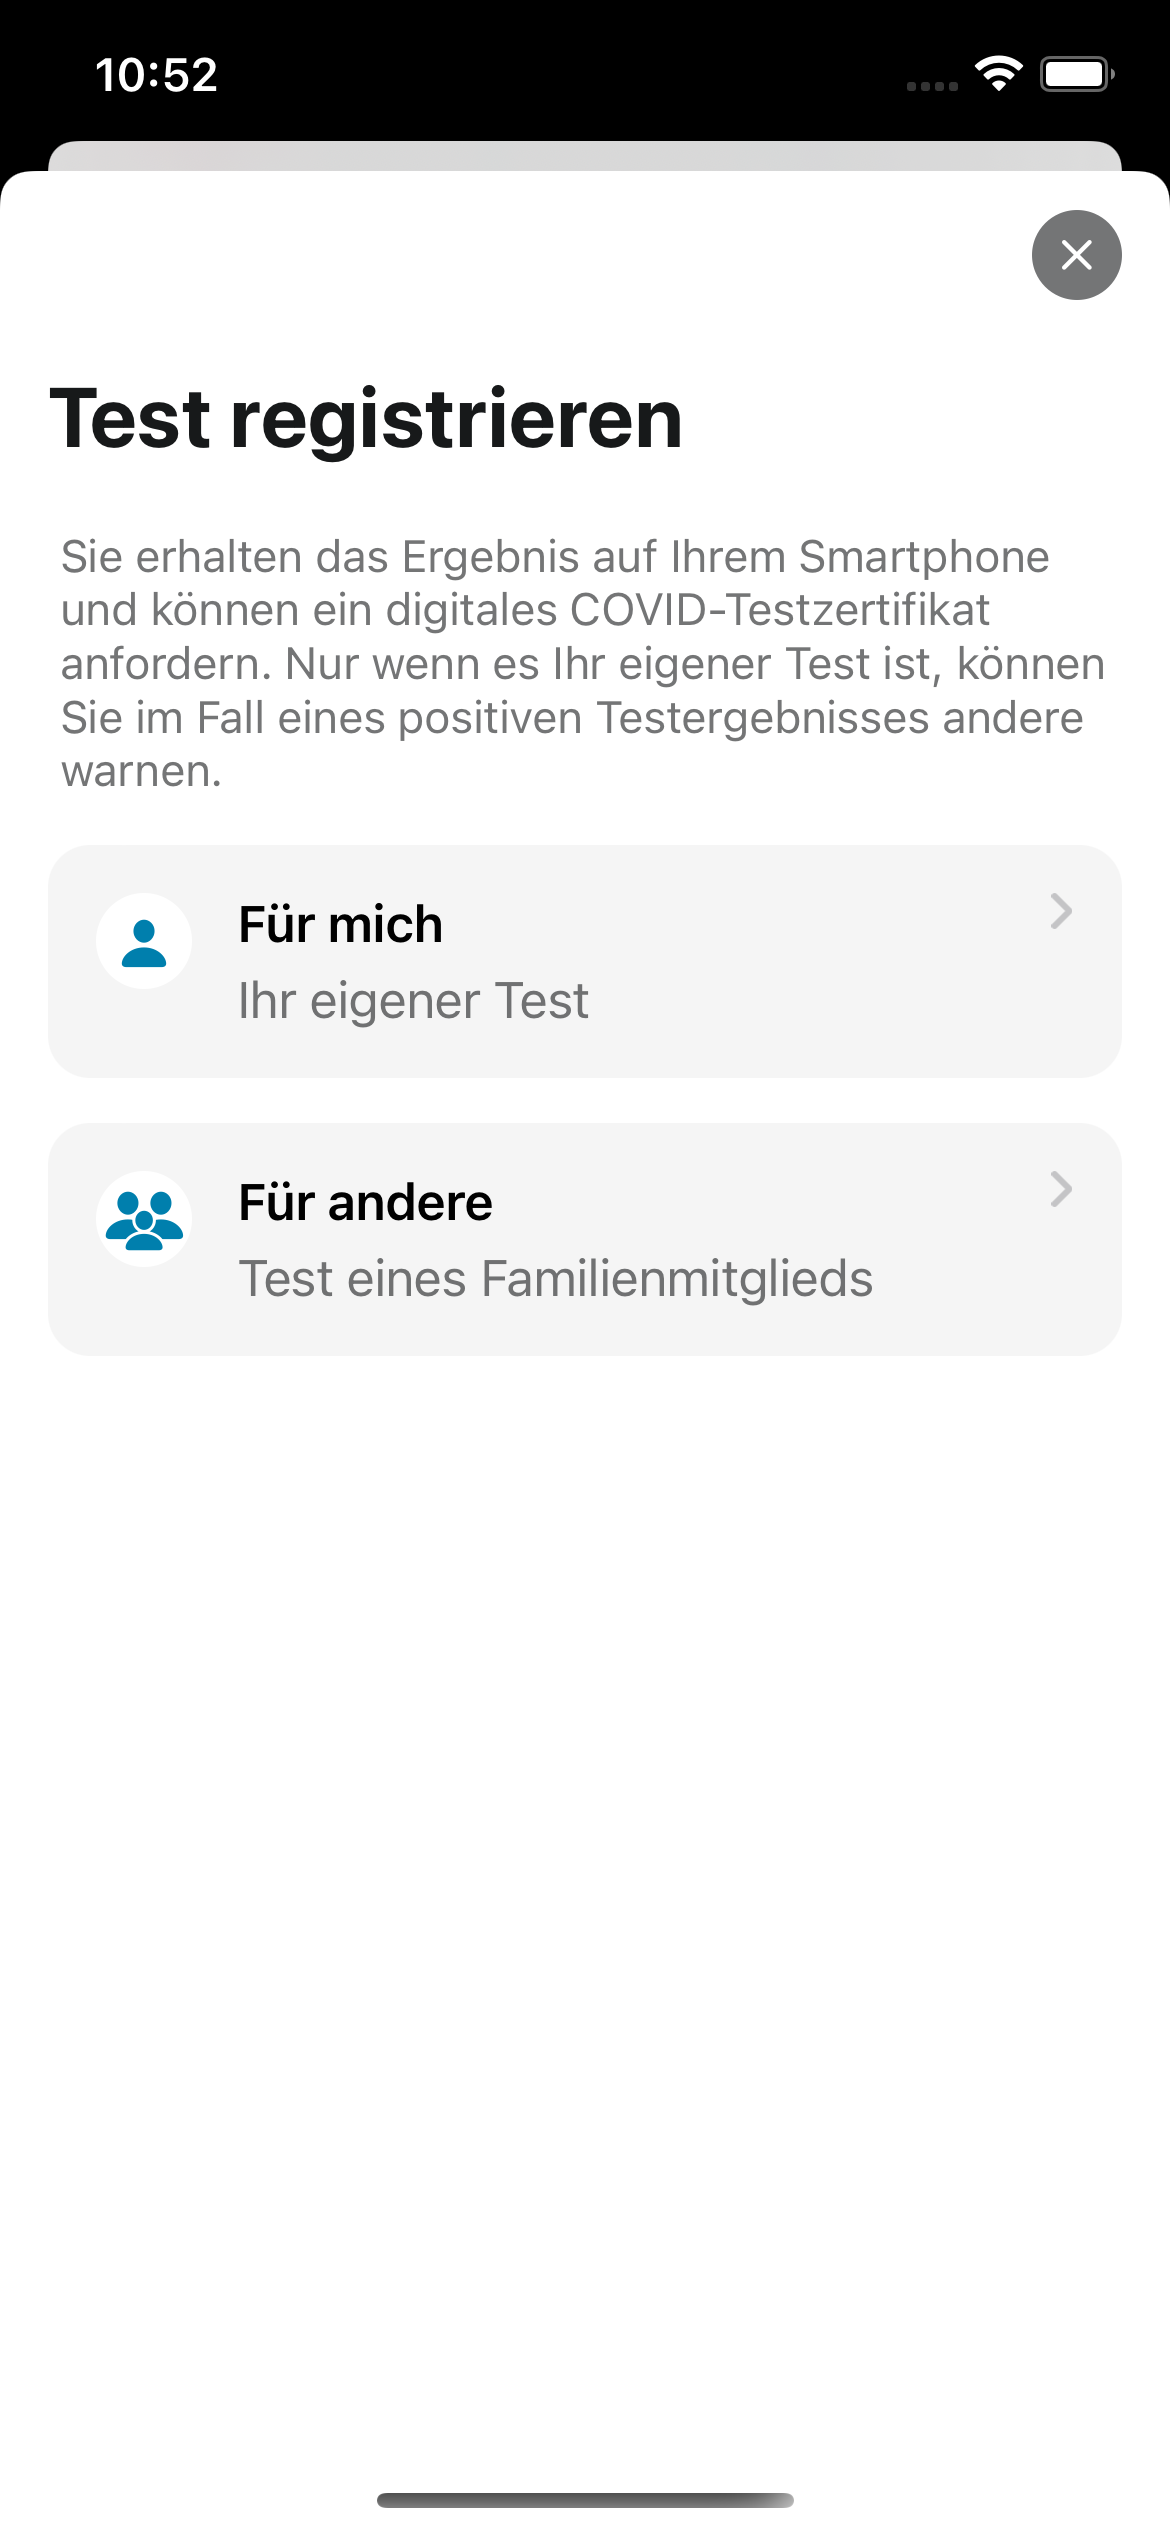 10:52
Test registrieren
Sie erhalten das Ergebnis auf Ihrem Smartphone
und können ein digitales COVID-Testzertifikat
anfordern. Nur wenn es Ihr eigener Test ist, können
Sie im Fall eines positiven Testergebnisses andere
warnen.
Für mich
Ihr eigener Test
Für andere
Test eines Familienmitglieds